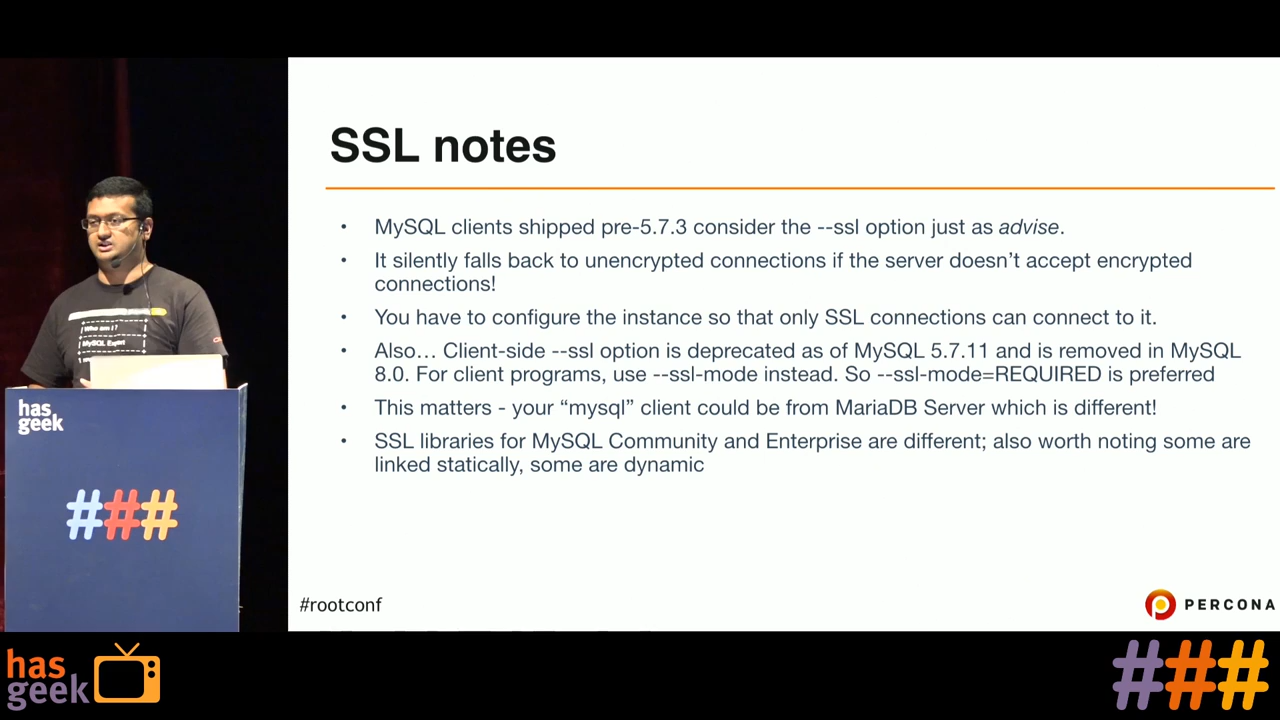 SSL notes
• MySQL clients shipped pre-5.7.3 consider the --ssl option just as advise.
• It silently falls back to unencrypted connections if the server doesn’t accept encrypted
connections!
• You have to configure the instance so that only SSL connections can connect to it.
• Also… Client-side --ssl option is deprecated as of MySQL 5.7.11 and is removed in MySQL
8.0. For client programs, use --ssl-mode instead. So --ssl-mode=REQUIRED is preferred
• This matters - your “mysql” client could be from MariaDB Server which is different!
• SSL libraries for MySQL Community and Enterprise are different; also worth noting some are
linked statically, some are dynamic
#rootconf
PERCONA
Who am I?
MySQL Expert
has
geek
###
has
geek
###